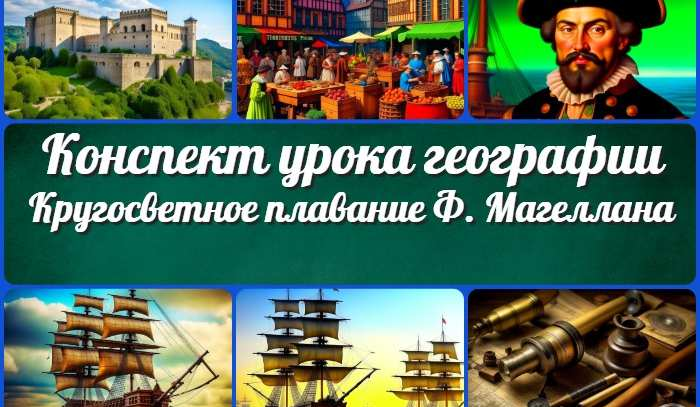 Конспект урока географии
Кругосветное плавание Ф. Магеллана